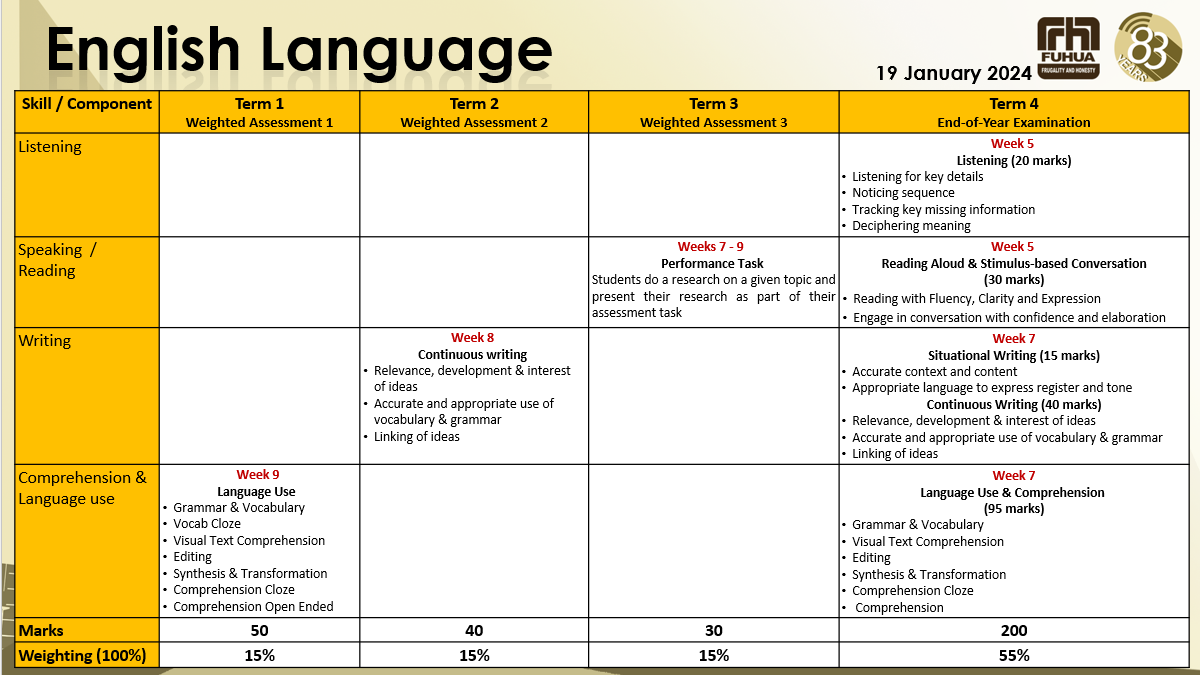 English Language
19 January 2024
FUHUA
FRUGALITY AND HONESTY
83
YEARS
Skill / Component
Term 1
Weighted Assessment 1
Term 2
Weighted Assessment 2
Term 3
Weighted Assessment 3
Term 4
End-of-Year Examination
Listening
Week 5
Listening (20 marks)
• Listening for key details
• Noticing sequence
• Tracking key missing information
• Deciphering meaning
Speaking /
Reading
Weeks 7 - 9
Performance Task
Students do a research on a given topic and
present their research as part of their
assessment task
Week 5
Reading Aloud & Stimulus-based Conversation
(30 marks)
• Reading with Fluency, Clarity and Expression
• Engage in conversation with confidence and elaboration
Writing
Week 8
Continuous writing
• Relevance, development & interest
of ideas
• Accurate and appropriate use of
vocabulary & grammar
• Linking of ideas
Week 7
Situational Writing (15 marks)
• Accurate context and content
• Appropriate language to express register and tone
Continuous Writing (40 marks)
• Relevance, development & interest of ideas
• Accurate and appropriate use of vocabulary & grammar
• Linking of ideas
Comprehension &
Language use
Week 9
Language Use
• Grammar & Vocabulary
• Vocab Cloze
• Visual Text Comprehension
• Editing
• Synthesis & Transformation
• Comprehension Cloze
• Comprehension Open Ended
Week 7
Language Use & Comprehension
(95 marks)
• Grammar & Vocabulary
• Visual Text Comprehension
• Editing
• Synthesis & Transformation
• Comprehension Cloze
• Comprehension
Marks
50
40
30
200
Weighting (100%)
15%
15%
15%
55%